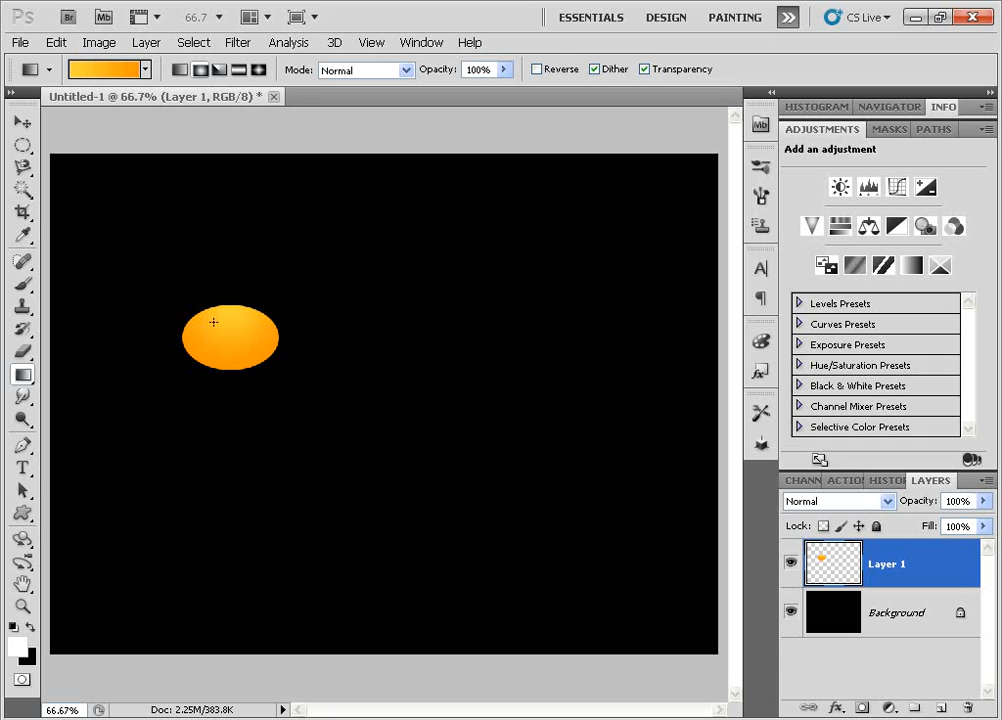 Ps Br Mb 66.7 ESSENTIALS DESIGN PAINTING CS Live
File Edit Image Layer Select Filter Analysis 3D View Window Help
Mode: Normal Opacity: 100% Reverse Dither Transparency
Untitled-1 @ 66.7% (Layer 1, RGB/8) *
HISTOGRAM NAVIGATOR INFO
Mb
ADJUSTMENTS MASKS PATHS
Add an adjustment
Levels Presets
Curves Presets
Exposure Presets
Hue/Saturation Presets
Black & White Presets
Channel Mixer Presets
Selective Color Presets
CHANN ACTIO HISTO LAYERS
Normal Opacity: 100%
Lock: Fill: 100%
Layer 1
Background
66.67% Doc: 2.25M/383.8K